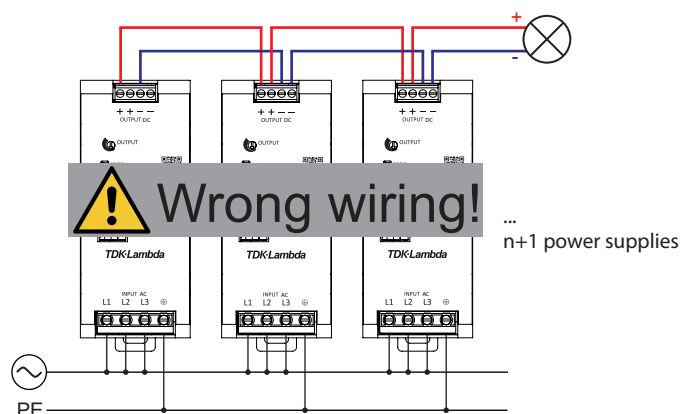 +
-
+ + − −
OUTPUT DC
+ + − −
OUTPUT DC
+ + − −
OUTPUT DC
OUTPUT
OUTPUT
OUTPUT
Wrong wiring!
...
n+1 power supplies
TDK-Lambda
TDK-Lambda
TDK-Lambda
INPUT AC
L1 L2 L3
INPUT AC
L1 L2 L3
INPUT AC
L1 L2 L3
PE